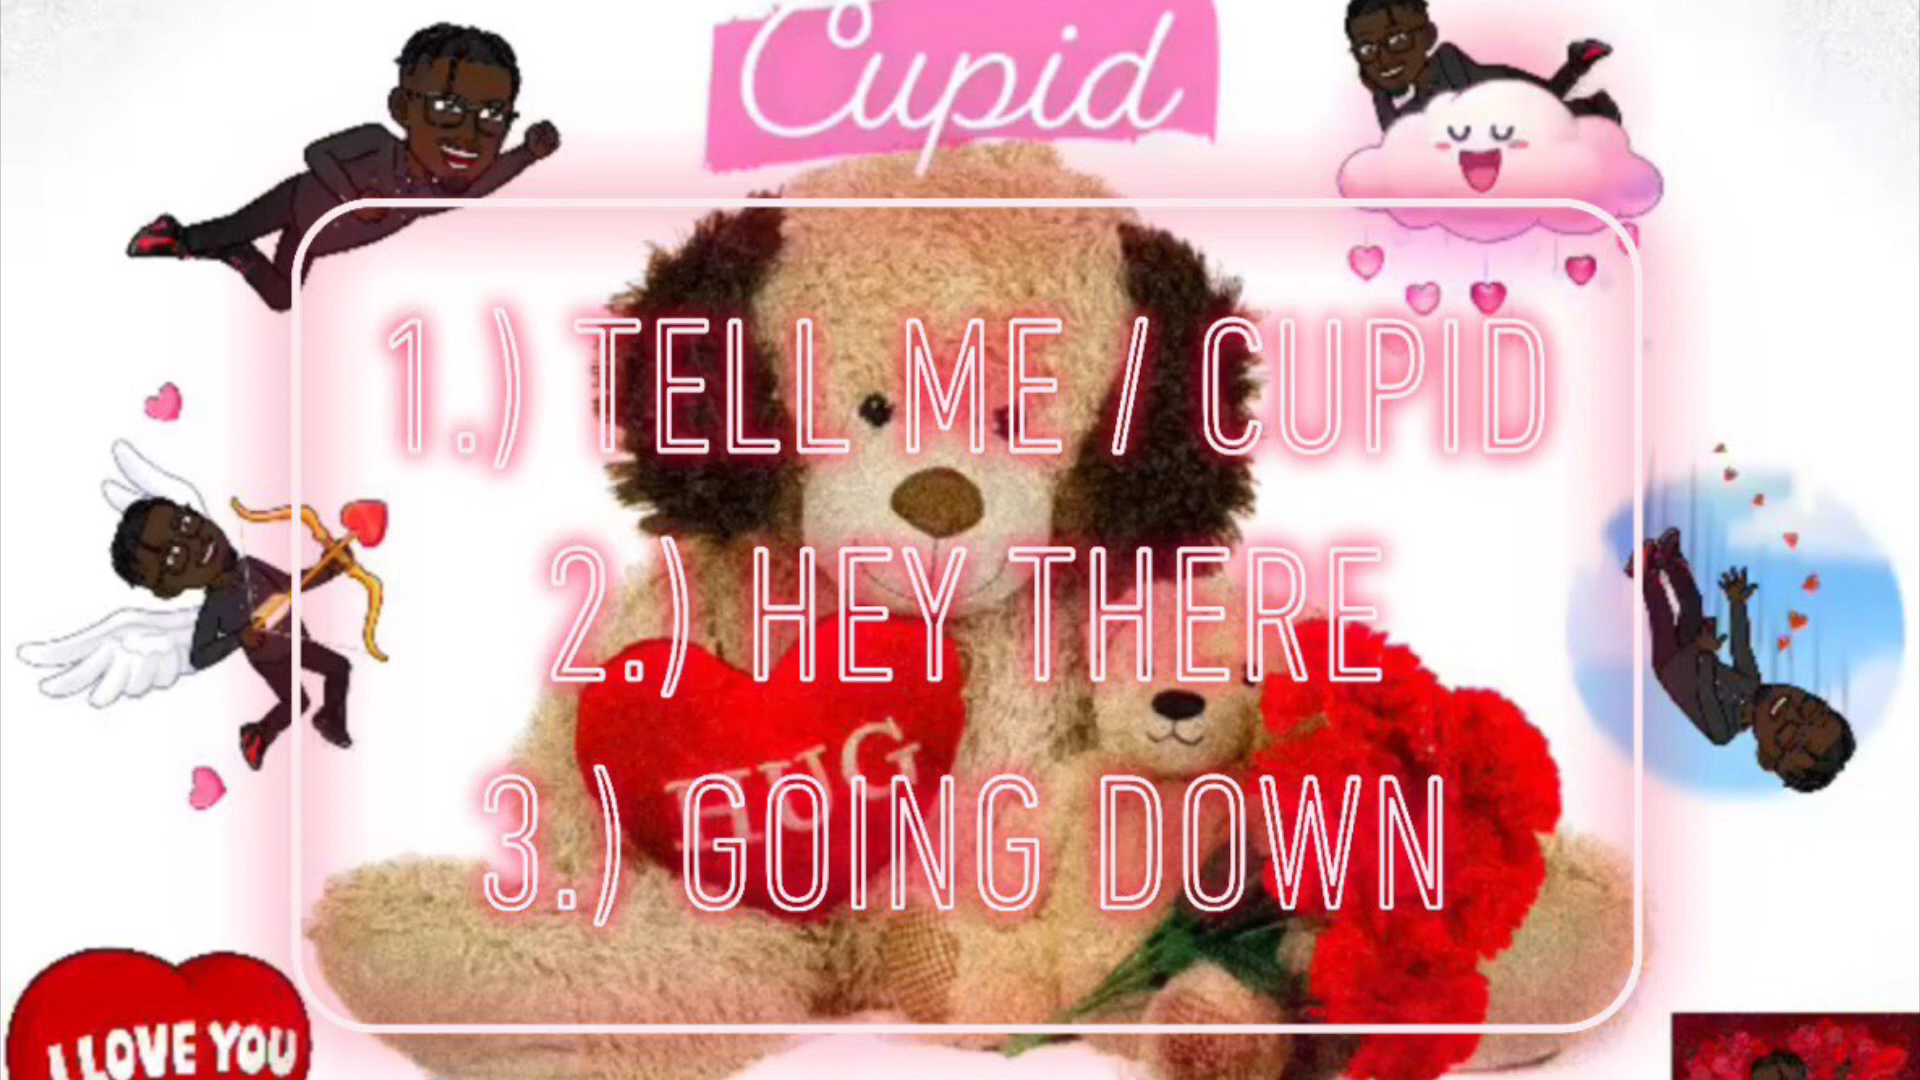 Cupid
1.) TELL ME / CUPID
2.) HEY THERE
HUG
3.) GOING DOWN
I LOVE YOU